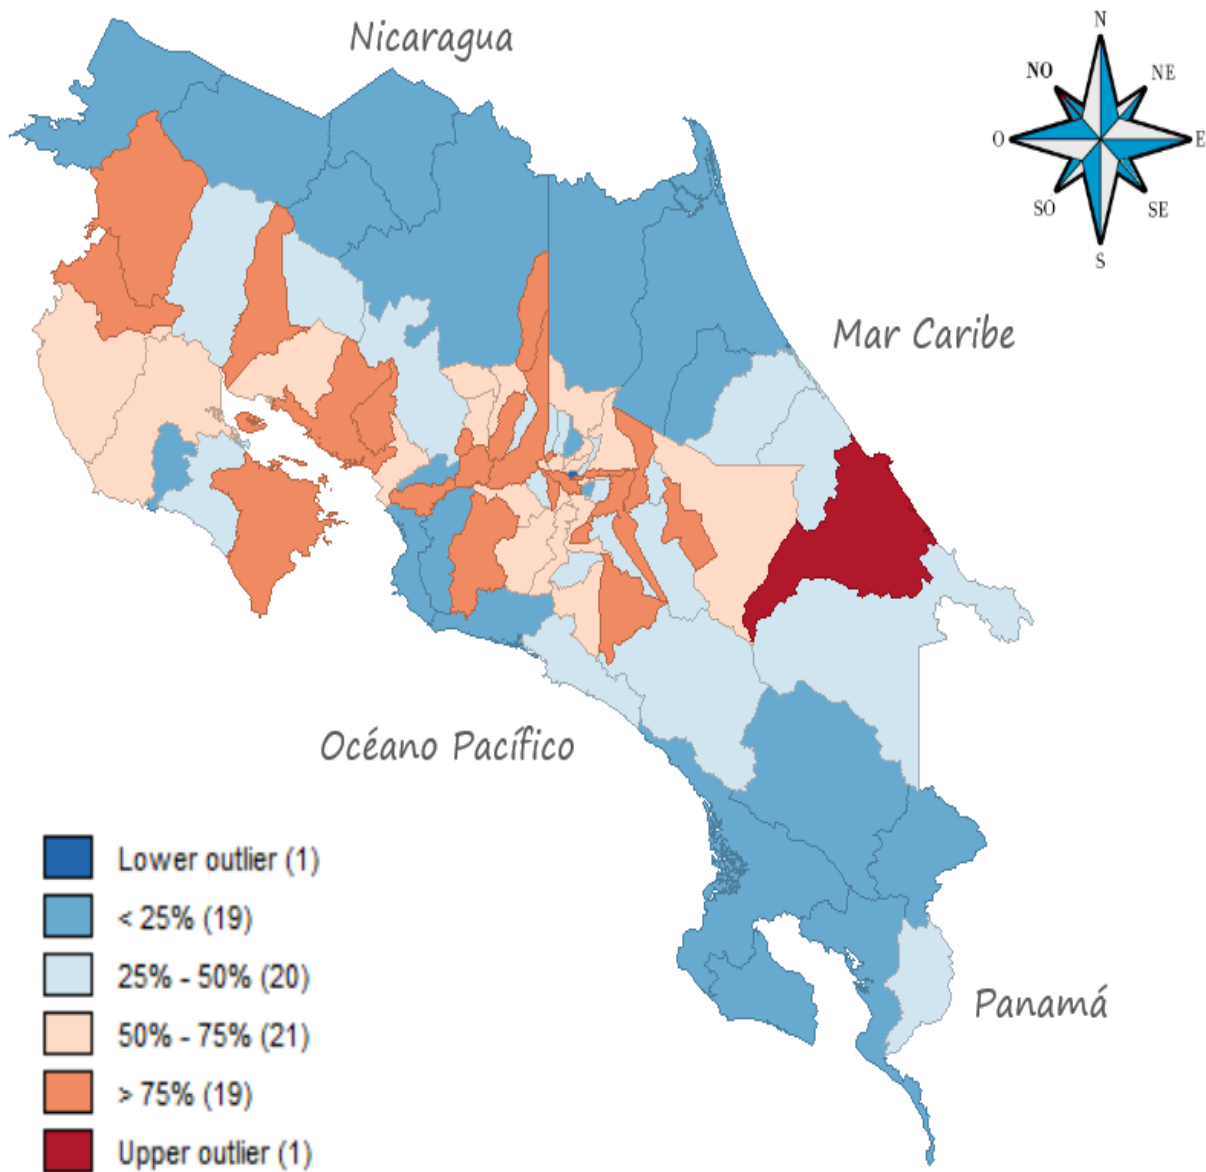 Nicaragua
N
NO
NE
O
E
SO
SE
S
Mar Caribe
Océano Pacífico
Panamá
Lower outlier (1)
< 25% (19)
25% - 50% (20)
50% - 75% (21)
> 75% (19)
Upper outlier (1)